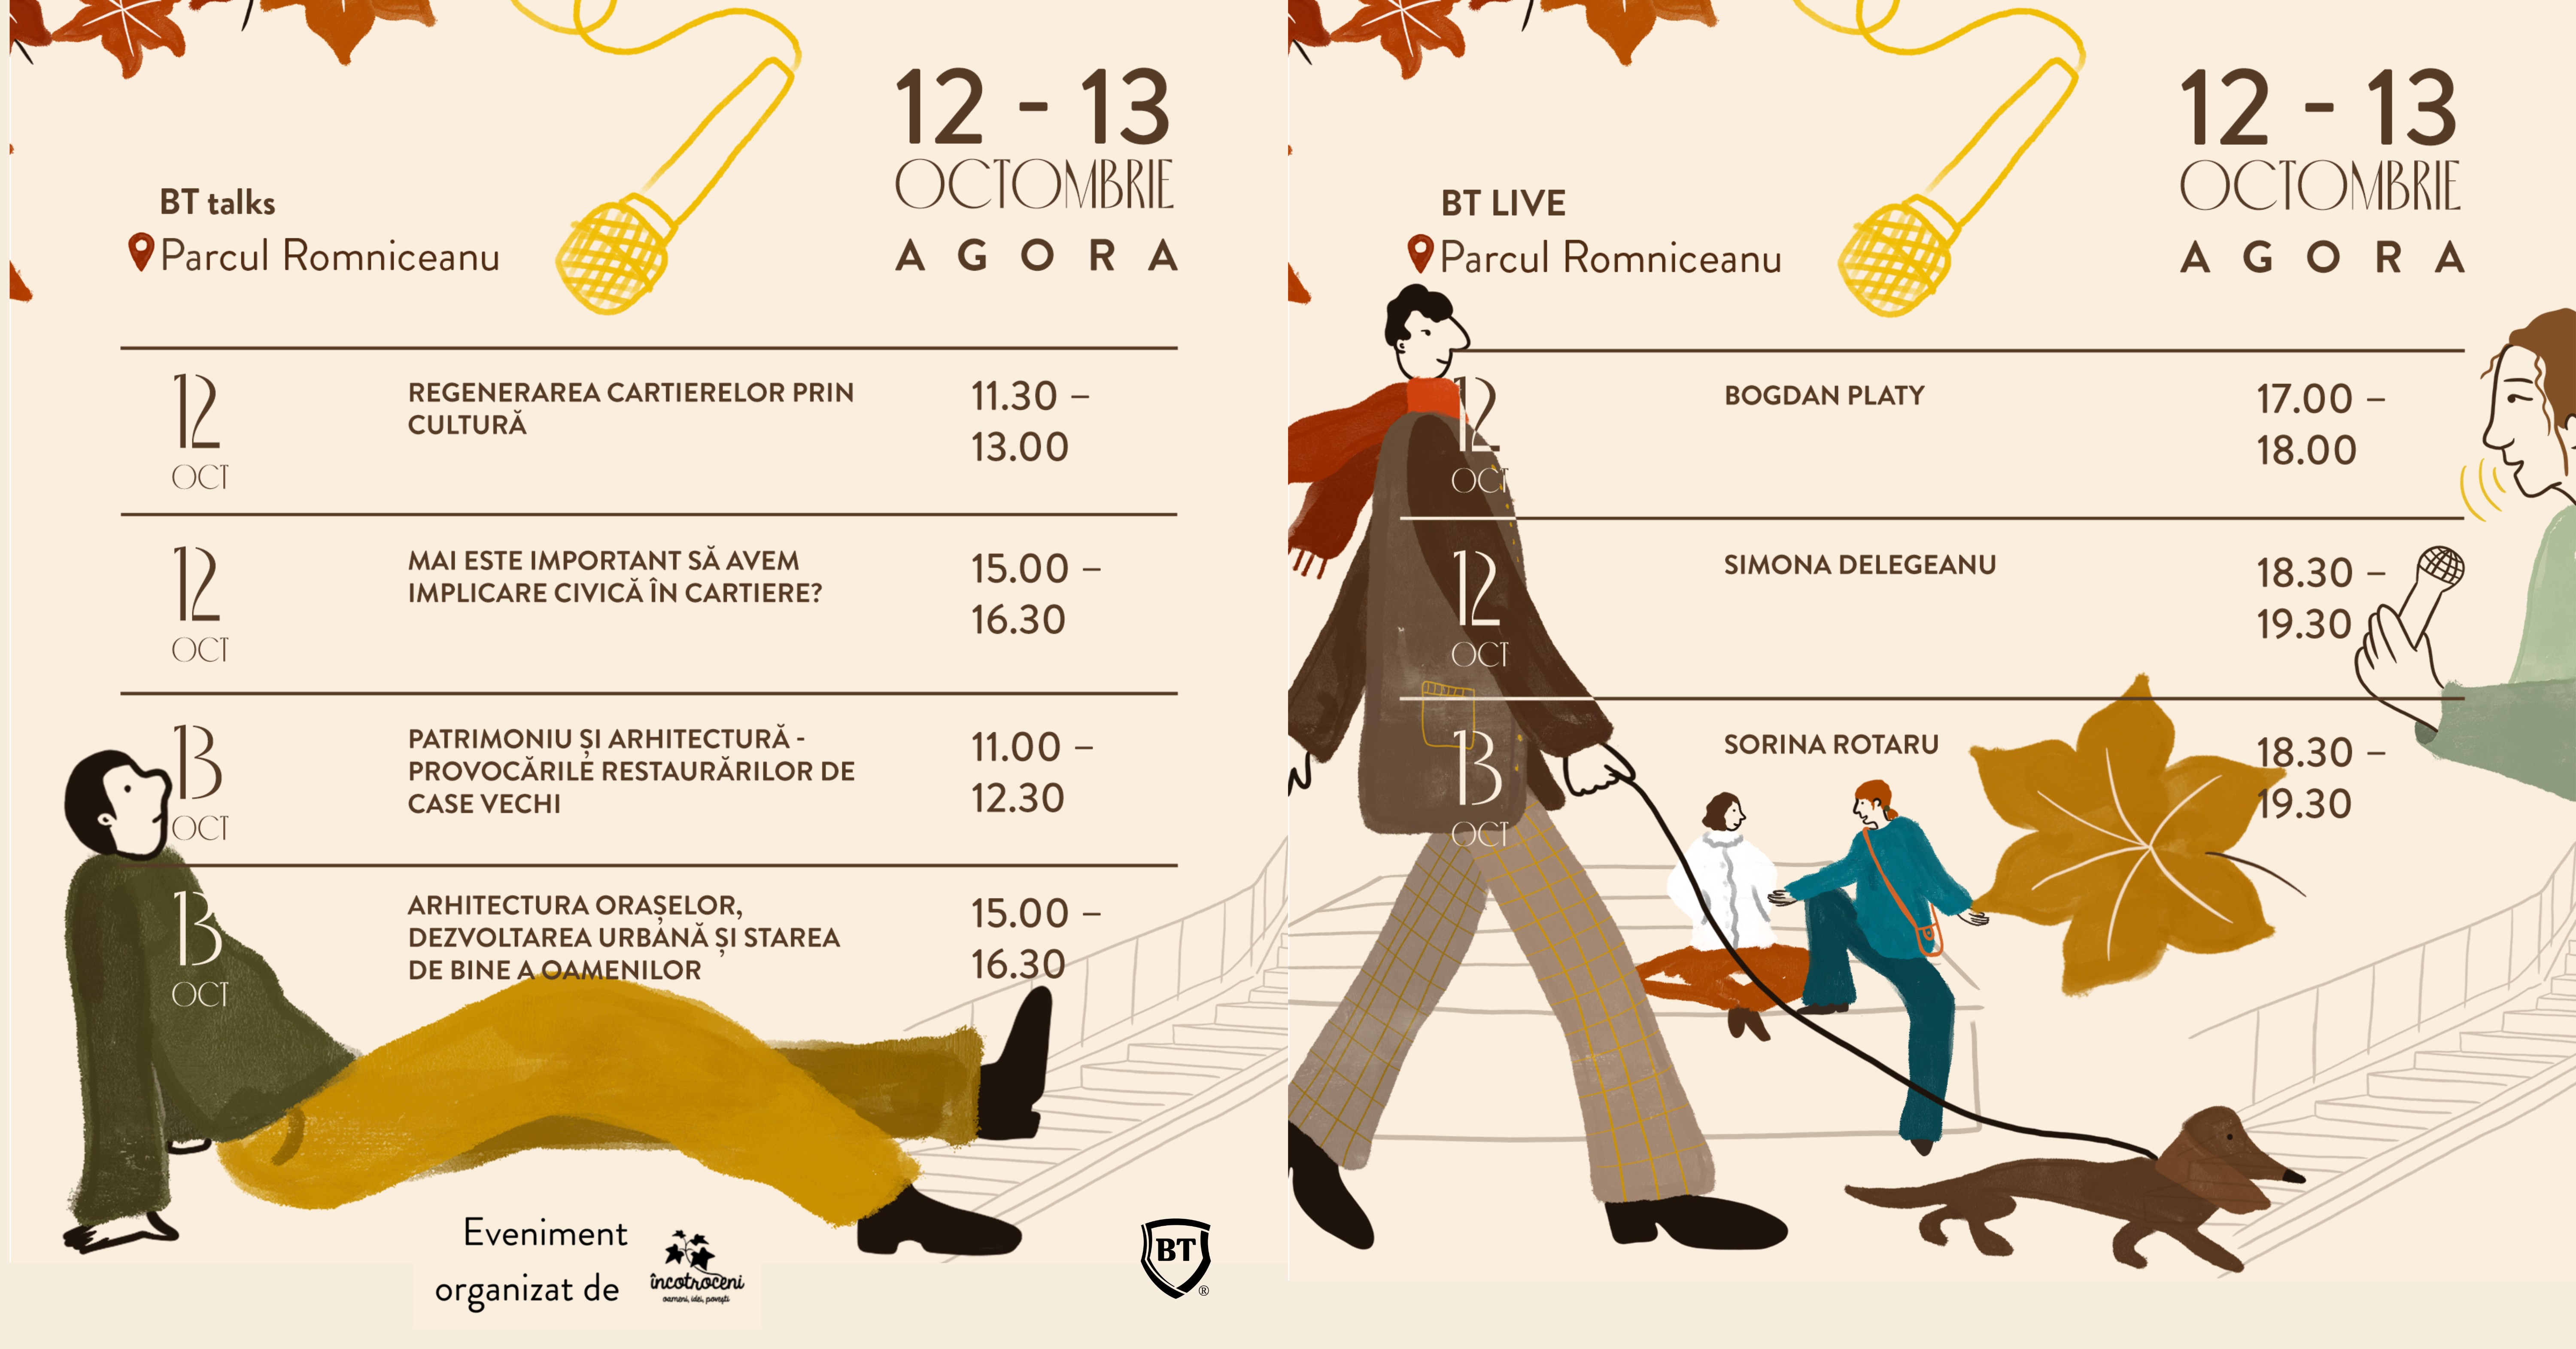 BT talks
Parcul Romniceanu
12 - 13
OCTOMBRIE
AGORA
12
OCT
REGENERAREA CARTIERELOR PRIN
CULTURĂ
11.30 –
13.00
12
OCT
MAI ESTE IMPORTANT SĂ AVEM
IMPLICARE CIVICĂ ÎN CARTIERE?
15.00 –
16.30
13
OCT
PATRIMONIU ȘI ARHITECTURĂ -
PROVOCĂRILE RESTAURĂRILOR DE
CASE VECHI
11.00 –
12.30
13
OCT
ARHITECTURA ORAȘELOR,
DEZVOLTAREA URBANĂ ȘI STAREA
DE BINE A OAMENILOR
15.00 –
16.30
Eveniment
organizat de
încotroceni
oameni, idei, povești
BT
®
BT LIVE
Parcul Romniceanu
12 - 13
OCTOMBRIE
AGORA
12
OCT
BOGDAN PLATY
17.00 –
18.00
12
OCT
SIMONA DELEGEANU
18.30 –
19.30
13
OCT
SORINA ROTARU
18.30 –
19.30